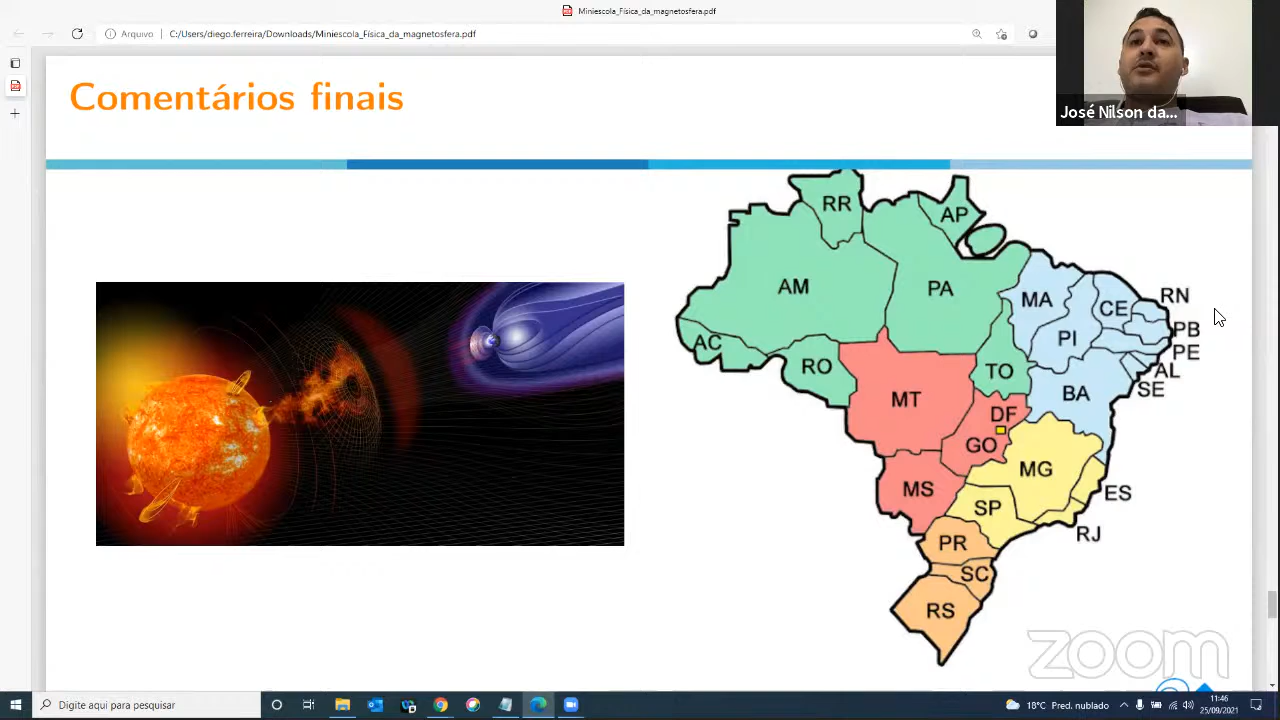 Miniescola_Física_da_magnetosfera.pdf
Arquivo
C:/Users/diego.ferreira/Downloads/Miniescola_Física_da_magnetosfera.pdf
José Nilson da...
Comentários finais
RR
AP
AM
PA
MA
CE
RN
PB
PI
PE
AC
RO
TO
AL
SE
MT
BA
DF
GO
MG
MS
SP
ES
RJ
PR
SC
RS
zoom
Digite aqui para pesquisar
18°C Pred. nublado
11:46
25/09/2021